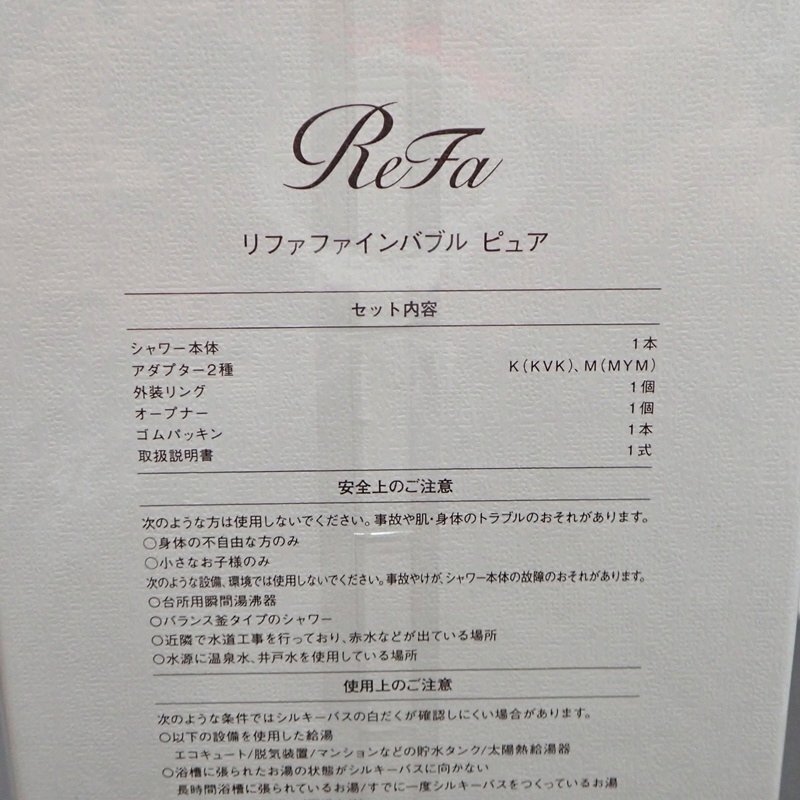 ReFa
リファファインバブル ピュア
セット内容
シャワー本体 1本
アダプター2種 K(KVK)、M(MYM)
外装リング 1個
オープナー 1個
ゴムパッキン 1本
取扱説明書 1式
安全上のご注意
次のような方は使用しないでください。事故や肌・身体のトラブルのおそれがあります。
○身体の不自由な方のみ
○小さなお子様のみ
次のような設備、環境では使用しないでください。事故やけが、シャワー本体の故障のおそれがあります。
○台所用瞬間湯沸器
○バランス釜タイプのシャワー
○近隣で水道工事を行っており、赤水などが出ている場所
○水源に温泉水、井戸水を使用している場所
使用上のご注意
次のような条件ではシルキーバスの白だくが確認しにくい場合があります。
○以下の設備を使用した給湯
エコキュート/脱気装置/マンションなどの貯水タンク/太陽熱給湯器
○浴槽に張られたお湯の状態がシルキーバスに向かない
長時間浴槽に張られているお湯/すでに一度シルキーバスをつくっているお湯